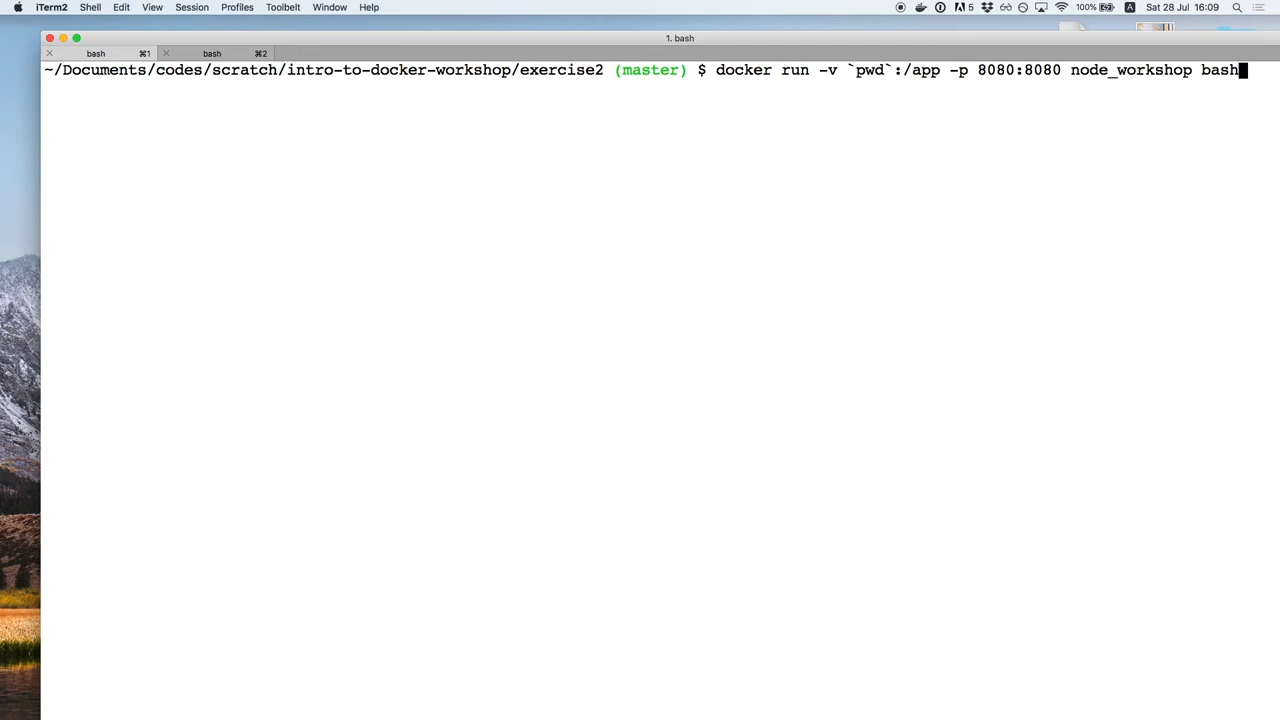 iTerm2 Shell Edit View Session Profiles Toolbelt Window Help 5 100% A Sat 28 Jul 16:09
1. bash
bash ⌘1 bash ⌘2
~/Documents/codes/scratch/intro-to-docker-workshop/exercise2 (master) $ docker run -v `pwd`:/app -p 8080:8080 node_workshop bash